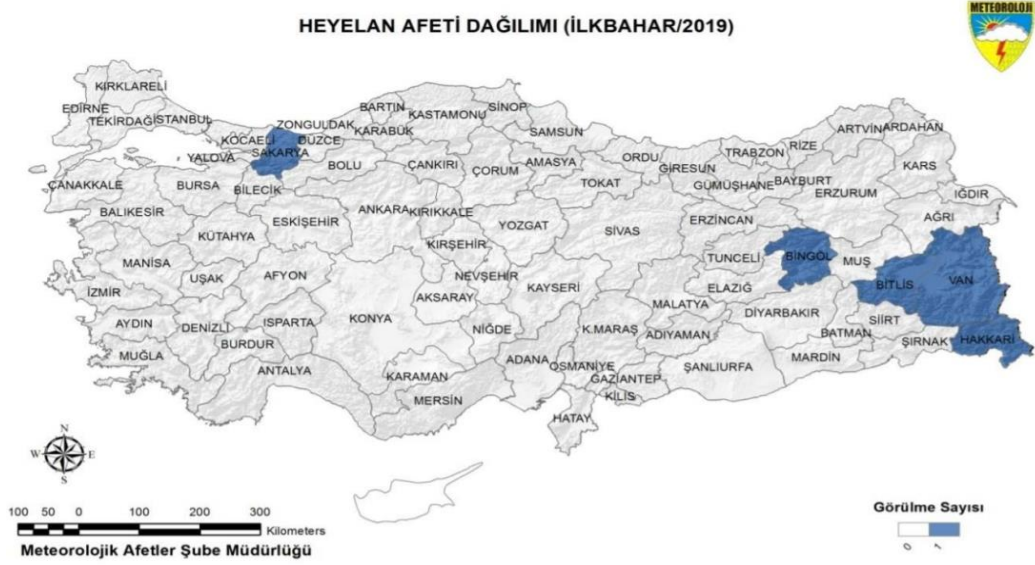 METEOROLOJİ
HEYELAN AFETİ DAĞILIMI (İLKBAHAR/2019)
KIRKLARELİ
EDİRNE
TEKİRDAĞ
İSTANBUL
KOCAELİ
YALOVA
SAKARYA
ZONGULDAK
DÜZCE
BARTIN
KARABÜK
KASTAMONU
SİNOP
SAMSUN
ORDU
GİRESUN
TRABZON
RİZE
ARTVİN
ARDAHAN
KARS
IĞDIR
AĞRI
ERZURUM
BAYBURT
GÜMÜŞHANE
TOKAT
AMASYA
ÇORUM
ÇANKIRI
BOLU
BİLECİK
BURSA
ÇANAKKALE
BALIKESİR
KÜTAHYA
ESKİŞEHİR
ANKARA
KIRIKKALE
YOZGAT
SİVAS
ERZİNCAN
TUNCELİ
BİNGÖL
MUŞ
BİTLİS
VAN
HAKKARİ
ŞIRNAK
SİİRT
BATMAN
MARDİN
DİYARBAKIR
ELAZIĞ
MALATYA
ADIYAMAN
ŞANLIURFA
K.MARAŞ
KAYSERİ
KIRŞEHİR
NEVŞEHİR
AKSARAY
NİĞDE
KONYA
AFYON
UŞAK
MANİSA
İZMİR
AYDIN
DENİZLİ
ISPARTA
BURDUR
MUĞLA
ANTALYA
KARAMAN
MERSİN
ADANA
OSMANİYE
GAZİANTEP
KİLİS
HATAY
N
W
E
S
100 50 0 100 200 300
Kilometers
Meteorolojik Afetler Şube Müdürlüğü
Görülme Sayısı
0 1